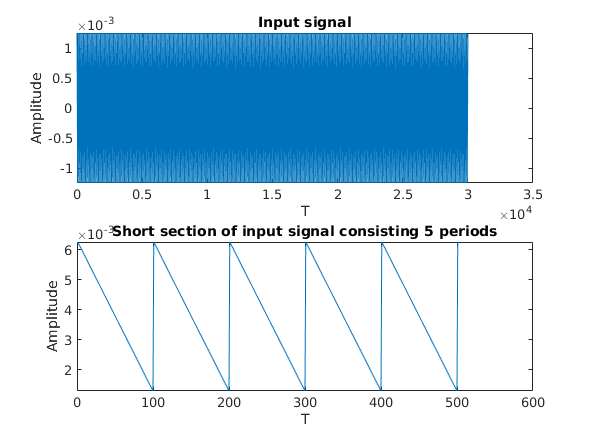 Input signal
×10⁻³
1
0.5
0
-0.5
-1
Amplitude
0 0.5 1 1.5 2 2.5 3 3.5
T
×10⁴
×10⁻³
Short section of input signal consisting 5 periods
6
5
4
3
2
Amplitude
0 100 200 300 400 500 600
T